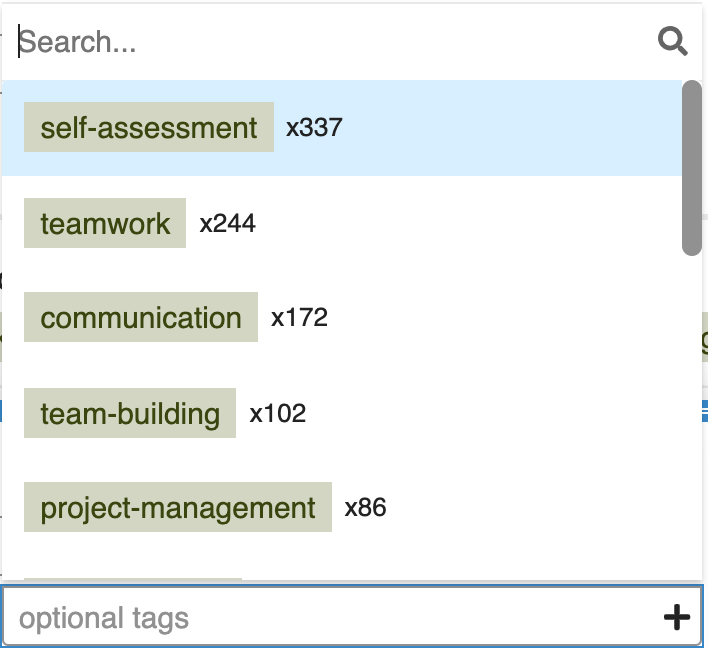 Search...
self-assessment x337
teamwork x244
communication x172
team-building x102
project-management x86
optional tags